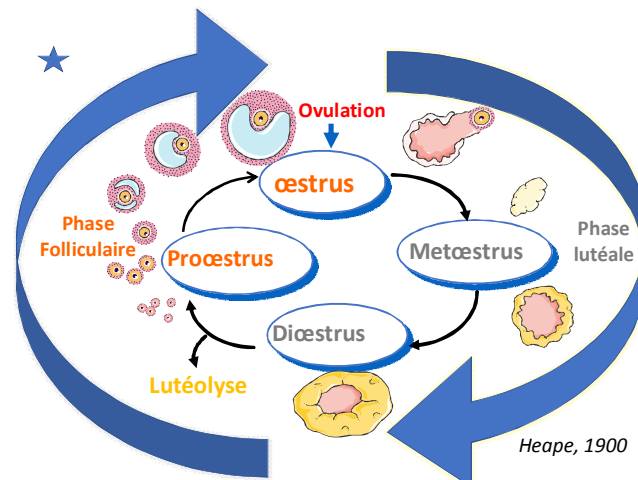 Ovulation
œstrus
Phase
Folliculaire
Proœstrus
Metœstrus
Phase
lutéale
Diœstrus
Lutéolyse
Heape, 1900